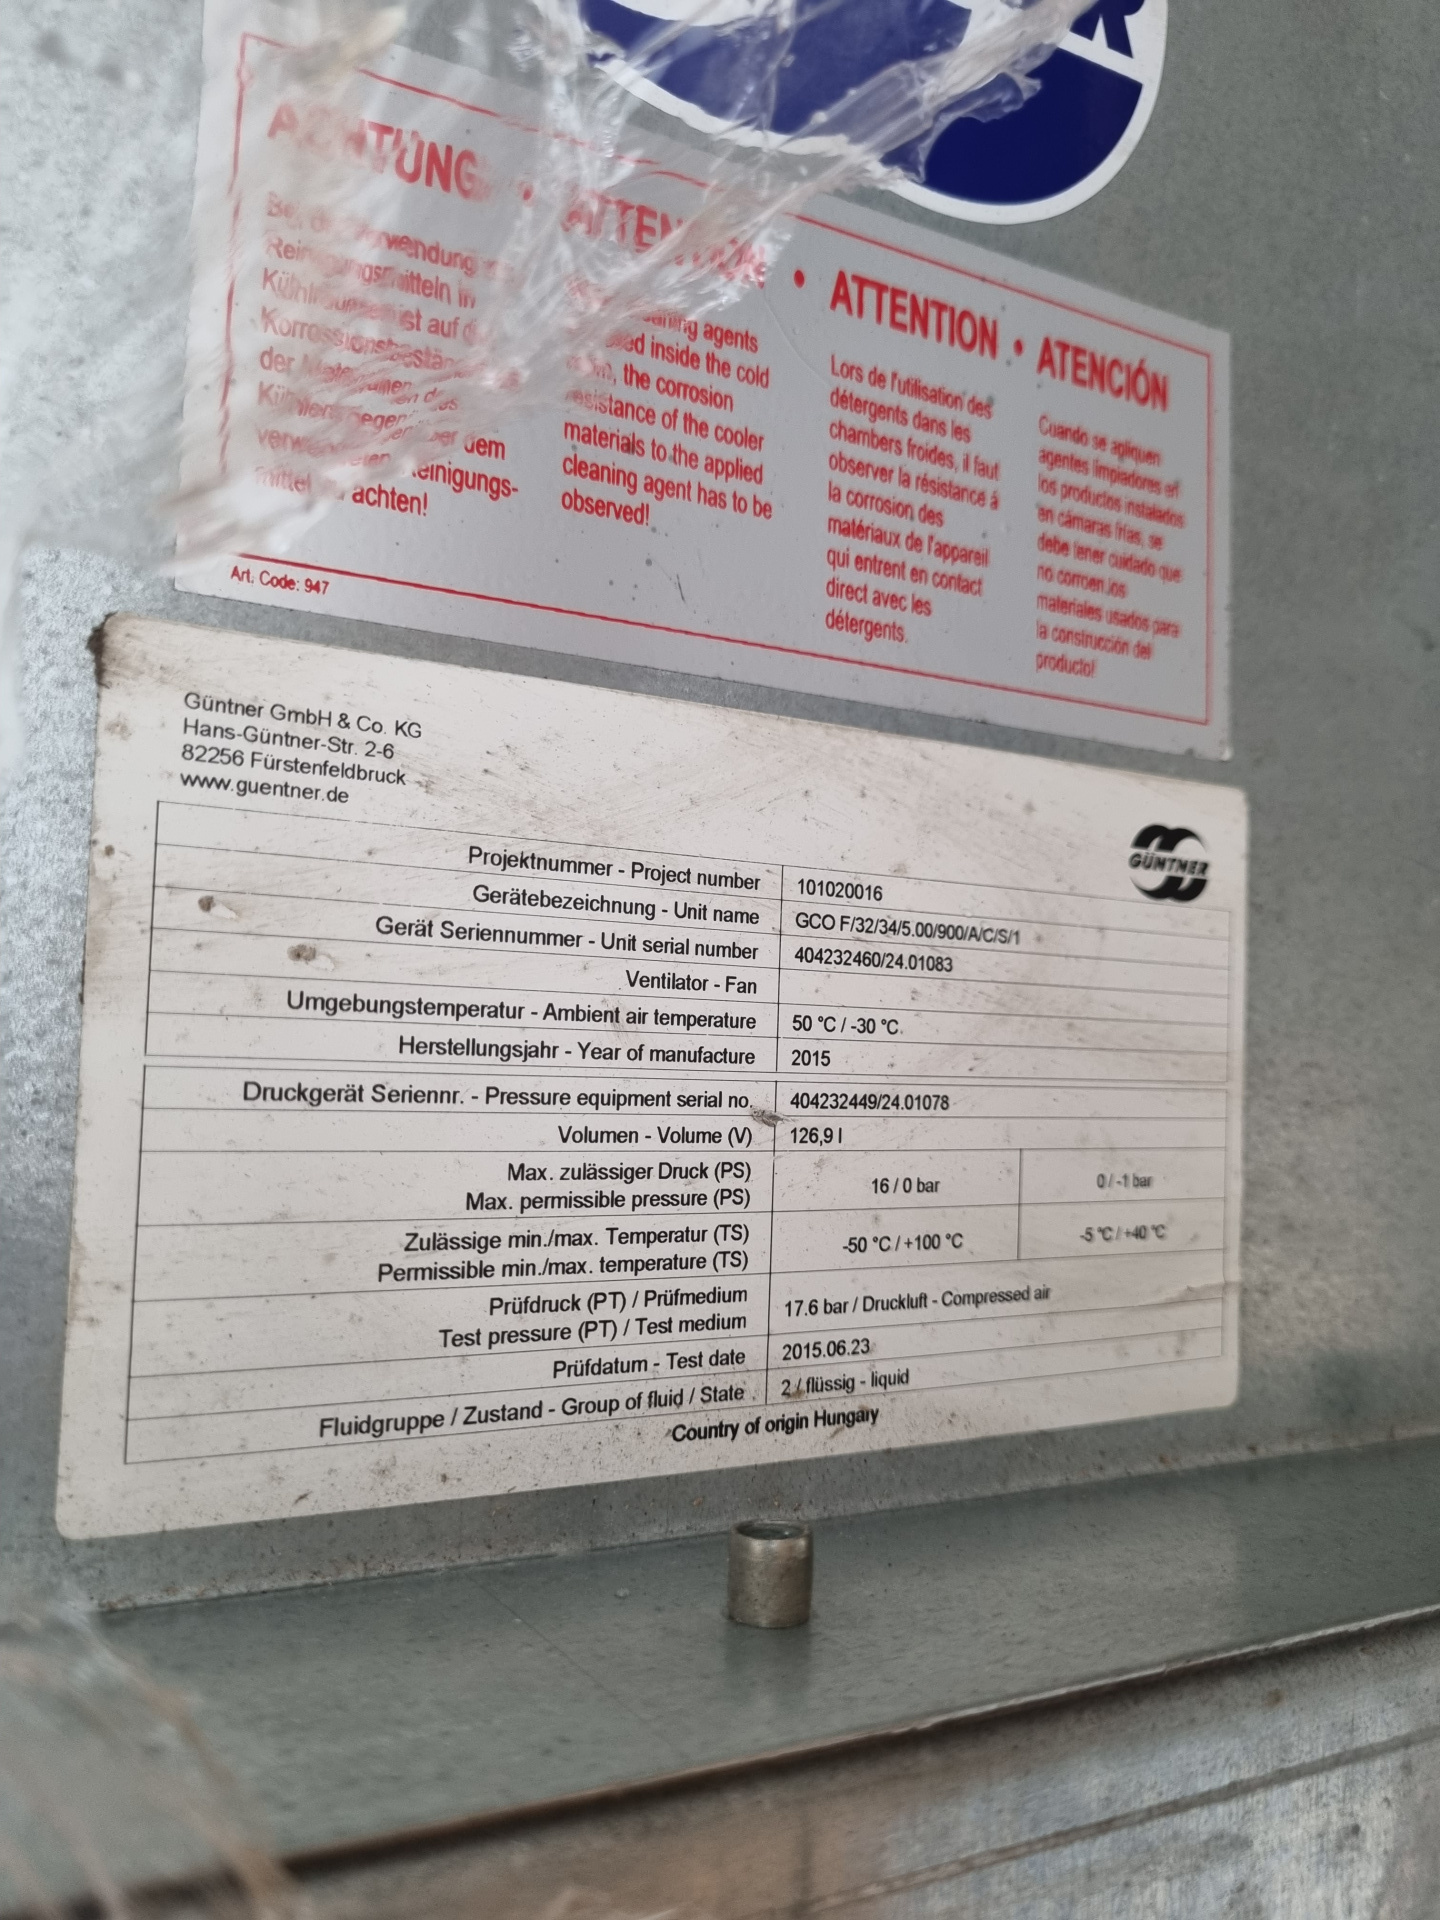 R
ACHTUNG • ATTENTION • ATTENTION • ATENCIÓN
Verwendung
Reinigungsmitteln in
ist auf
Korrosionsbestän
der
dem
Reinigungs-
mittel achten!
cleaning agents
inside the cold
the corrosion
resistance of the cooler
materials to the applied
cleaning agent has to be
observed!
Lors de l'utilisation des
détergents dans les
chambers froides, il faut
observer la résistance á
la corrosion des
matériaux de l'appareil
qui entrent en contact
direct avec les
détergents.
Cuando se apliquen
agentes limpiadores en
los productos instalados
en cámaras frías, se
debe tener cuidado que
no corroen los
materiales usados para
la construcción del
producto!
Art. Code: 947
Güntner GmbH & Co. KG
Hans-Güntner-Str. 2-6
82256 Fürstenfeldbruck
www.guentner.de
GÜNTNER
Projektnummer - Project number 101020016
Gerätebezeichnung - Unit name GCO F/32/34/5.00/900/A/C/S/1
Gerät Seriennummer - Unit serial number 404232460/24.01083
Ventilator - Fan
Umgebungstemperatur - Ambient air temperature 50 °C / -30 °C
Herstellungsjahr - Year of manufacture 2015
Druckgerät Seriennr. - Pressure equipment serial no. 404232449/24.01078
Volumen - Volume (V) 126,9 l
Max. zulässiger Druck (PS)
Max. permissible pressure (PS) 16 / 0 bar 0 / -1 bar
Zulässige min./max. Temperatur (TS)
Permissible min./max. temperature (TS) -50 °C / +100 °C -5 °C / +40 °C
Prüfdruck (PT) / Prüfmedium
Test pressure (PT) / Test medium 17.6 bar / Druckluft - Compressed air
Prüfdatum - Test date 2015.06.23
Fluidgruppe / Zustand - Group of fluid / State 2 / flüssig - liquid
Country of origin Hungary